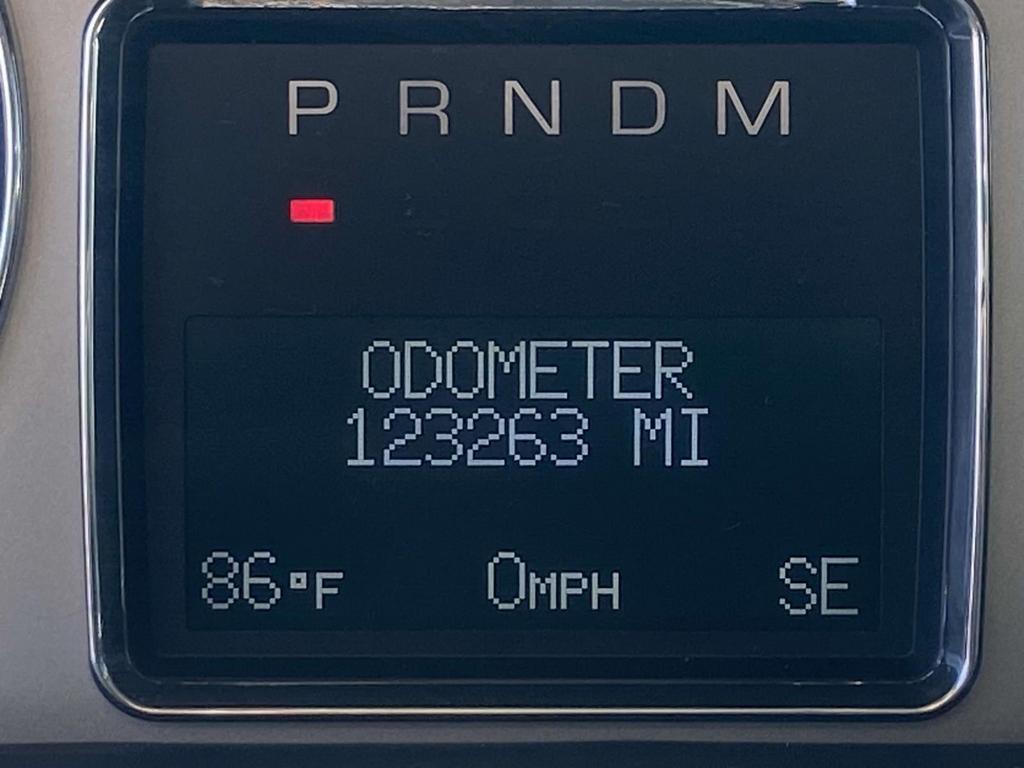 P R N D M
ODOMETER
123263 MI
86°F 0MPH SE